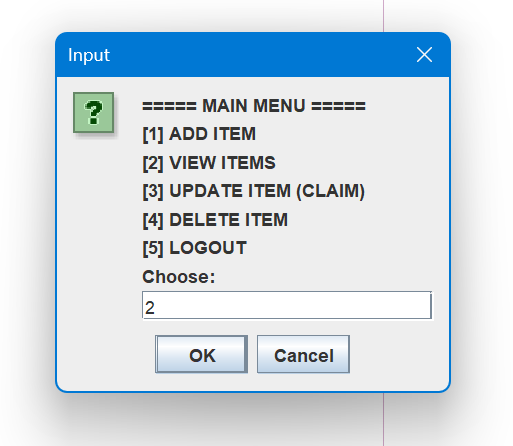 Input
?
===== MAIN MENU =====
[1] ADD ITEM
[2] VIEW ITEMS
[3] UPDATE ITEM (CLAIM)
[4] DELETE ITEM
[5] LOGOUT
Choose:
2
OK Cancel